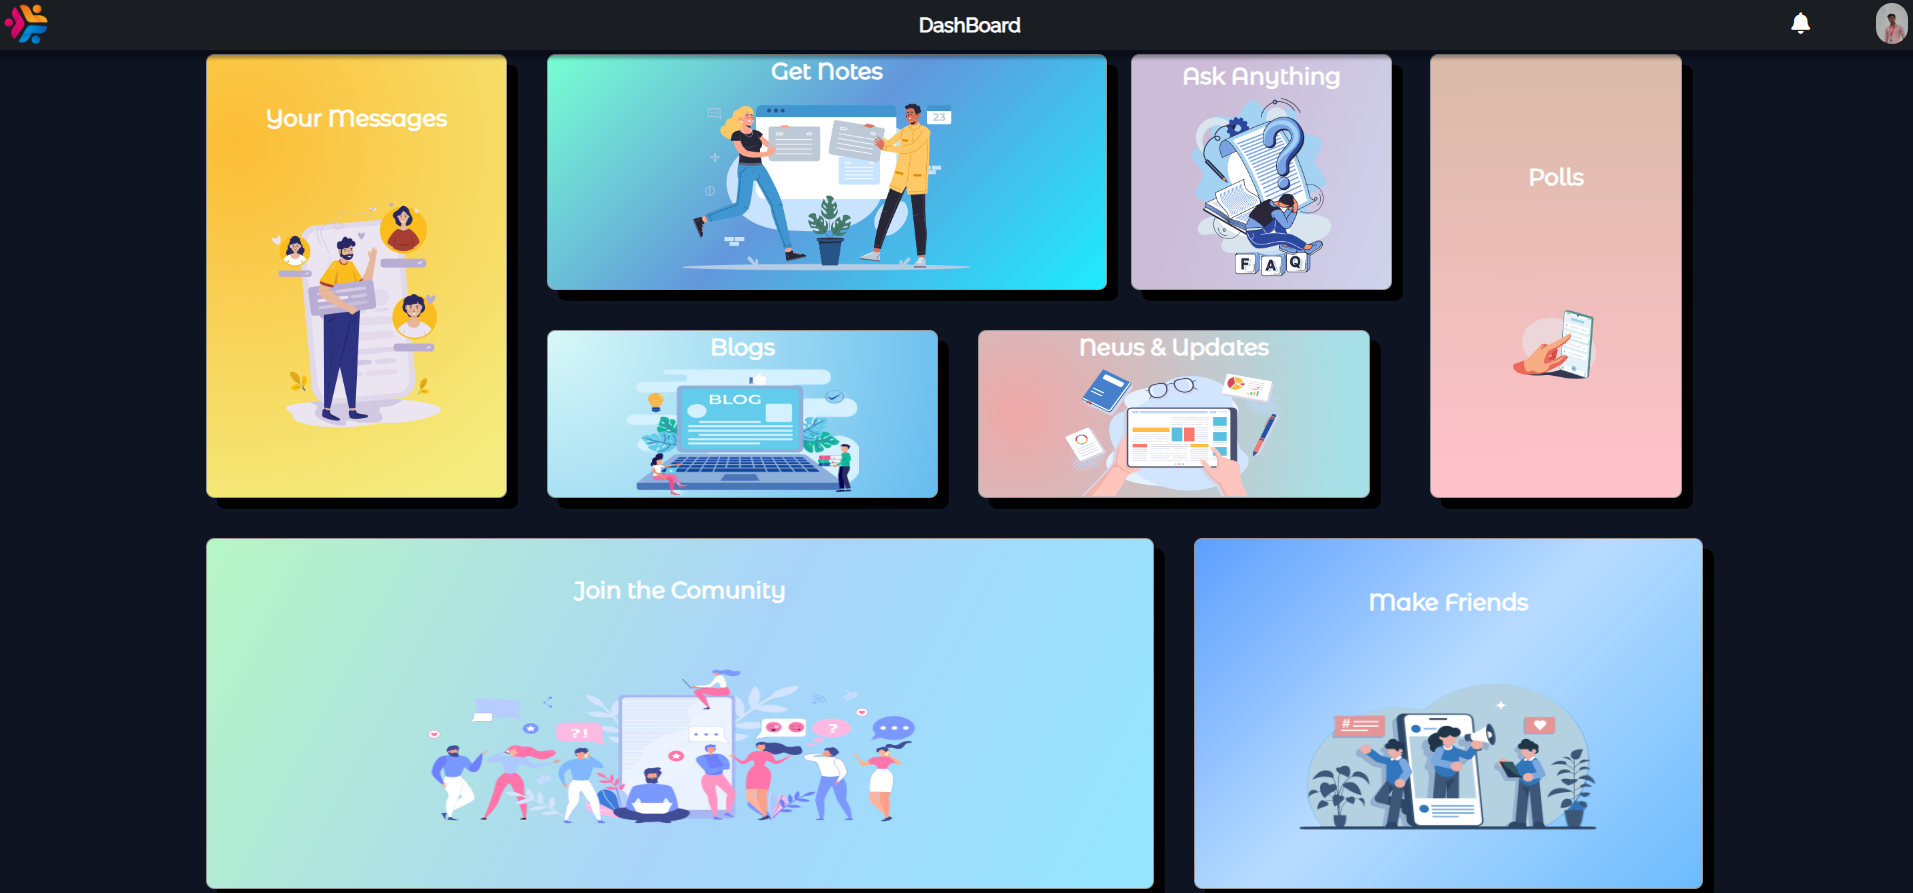 DashBoard
Your Messages
Get Notes
23
Ask Anything
F A Q
Polls
Blogs
BLOG
News & Updates
Join the Comunity
?!
?
Make Friends
#